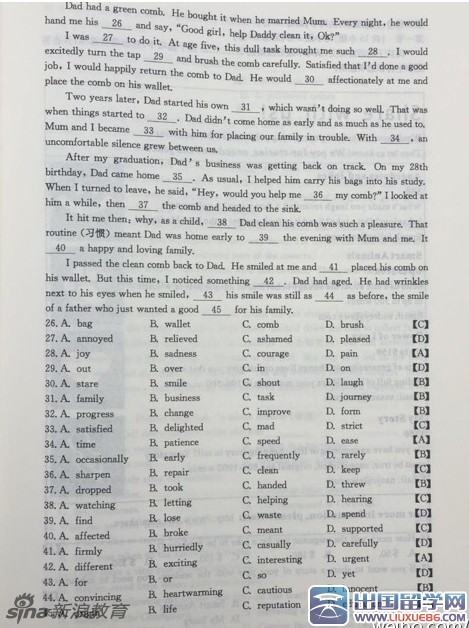 Dad had a green comb. He bought it when he married Mum. Every night, he would
hand me his 26 and say, "Good girl, help Daddy clean it, Ok?"
I was 27 to do it. At age five, this dull task brought me such 28 . I would
excitedly turn the tap 29 and brush the comb carefully. Satisfied that I'd done a good
job, I would happily return the comb to Dad. He would 30 affectionately at me and
place the comb on his wallet.
Two years later, Dad started his own 31 , which wasn't doing so well. That was
when things started to 32 . Dad didn't come home as early and as much as he used to.
Mum and I became 33 with him for placing our family in trouble. With 34 , an
uncomfortable silence grew between us.
After my graduation, Dad's business was getting back on track. On my 28th
birthday, Dad came home 35 . As usual, I helped him carry his bags into his study.
When I turned to leave, he said, "Hey, would you help me 36 my comb?" I looked at
him a while, then 37 the comb and headed to the sink.
It hit me then: why, as a child, 38 Dad clean his comb was such a pleasure. That
routine (习惯) meant Dad was home early to 39 the evening with Mum and me. It
40 a happy and loving family.
I passed the clean comb back to Dad. He smiled at me and 41 placed his comb on
his wallet. But this time, I noticed something 42 . Dad had aged. He had wrinkles
next to his eyes when he smiled, 43 his smile was still as 44 as before, the smile
of a father who just wanted a good 45 for his family.
26. A. bag B. wallet C. comb D. brush 【C】
27. A. annoyed B. relieved C. ashamed D. pleased 【D】
28. A. joy B. sadness C. courage D. pain 【A】
29. A. out B. over C. in D. on 【D】
30. A. stare B. smile C. shout D. laugh 【B】
31. A. family B. business C. task D. journey 【B】
32. A. progress B. change C. improve D. form 【B】
33. A. satisfied B. delighted C. mad D. strict 【C】
34. A. time B. patience C. speed D. ease 【A】
35. A. occasionally B. early C. frequently D. rarely 【B】
36. A. sharpen B. repair C. clean D. keep 【C】
37. A. dropped B. took C. handed D. threw 【B】
38. A. watching B. letting C. helping D. hearing 【C】
39. A. find B. lose C. waste D. spend 【D】
40. A. affected B. broke C. meant D. supported 【C】
41. A. firmly B. hurriedly C. casually D. carefully 【D】
42. A. different B. exciting C. interesting D. urgent 【A】
43. A. for B. or C. so D. yet 【D】
44. A. convincing B. heartwarming C. cautious D. innocent 【B】
B. life C. reputation
sina 新浪教育
出国留学网
www.liuxue86.com